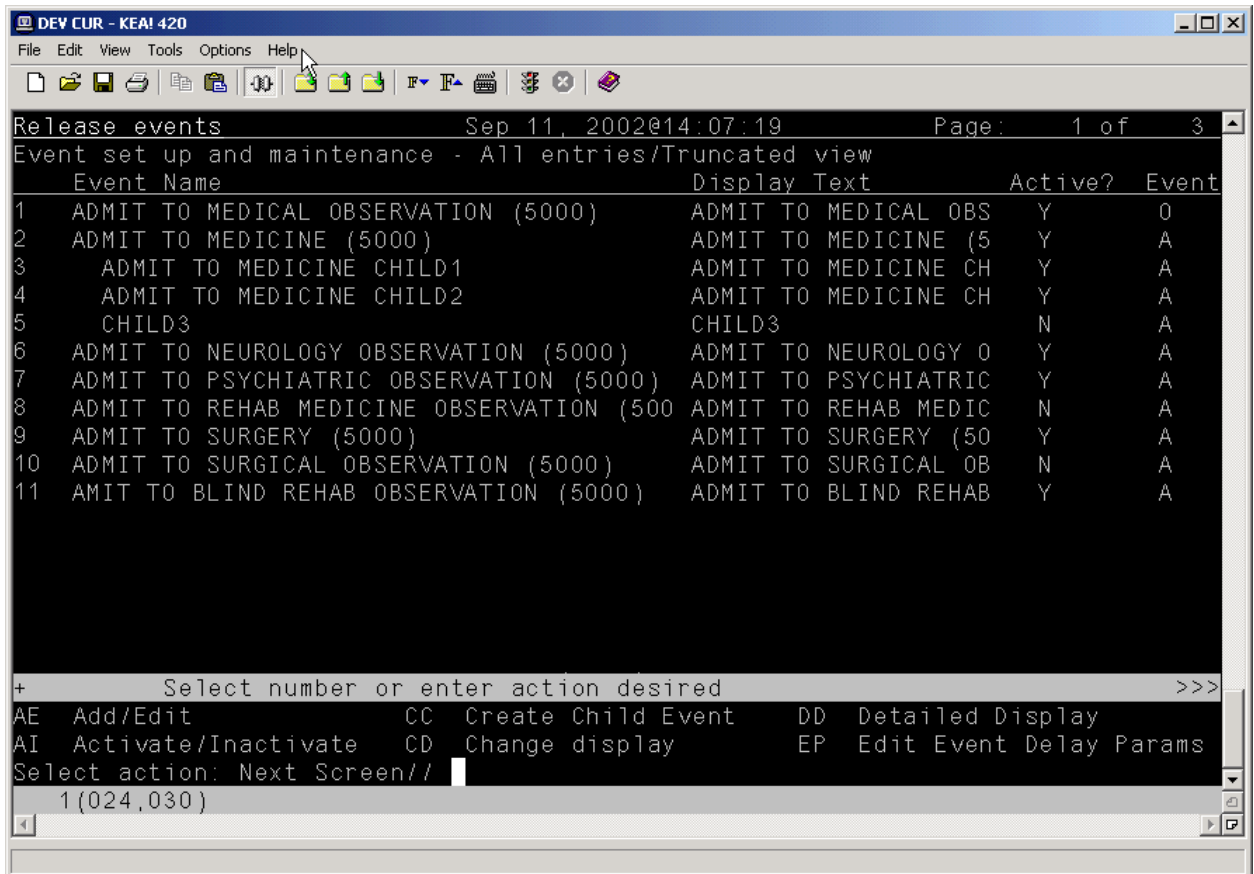 DEV CUR - KEA! 420
File Edit View Tools Options Help
Release events Sep 11, 2002@14:07:19 Page: 1 of 3
Event set up and maintenance - All entries/Truncated view
Event Name Display Text Active? Event
1 ADMIT TO MEDICAL OBSERVATION (5000) ADMIT TO MEDICAL OBS Y O
2 ADMIT TO MEDICINE (5000) ADMIT TO MEDICINE (5 Y A
3 ADMIT TO MEDICINE CHILD1 ADMIT TO MEDICINE CH Y A
4 ADMIT TO MEDICINE CHILD2 ADMIT TO MEDICINE CH Y A
5 CHILD3 CHILD3 N A
6 ADMIT TO NEUROLOGY OBSERVATION (5000) ADMIT TO NEUROLOGY O Y A
7 ADMIT TO PSYCHIATRIC OBSERVATION (5000) ADMIT TO PSYCHIATRIC Y A
8 ADMIT TO REHAB MEDICINE OBSERVATION (500 ADMIT TO REHAB MEDIC N A
9 ADMIT TO SURGERY (5000) ADMIT TO SURGERY (50 Y A
10 ADMIT TO SURGICAL OBSERVATION (5000) ADMIT TO SURGICAL OB N A
11 AMIT TO BLIND REHAB OBSERVATION (5000) ADMIT TO BLIND REHAB Y A
+ Select number or enter action desired >>>
AE Add/Edit CC Create Child Event DD Detailed Display
AI Activate/Inactivate CD Change display EP Edit Event Delay Params
Select action: Next Screen//
1(024,030)